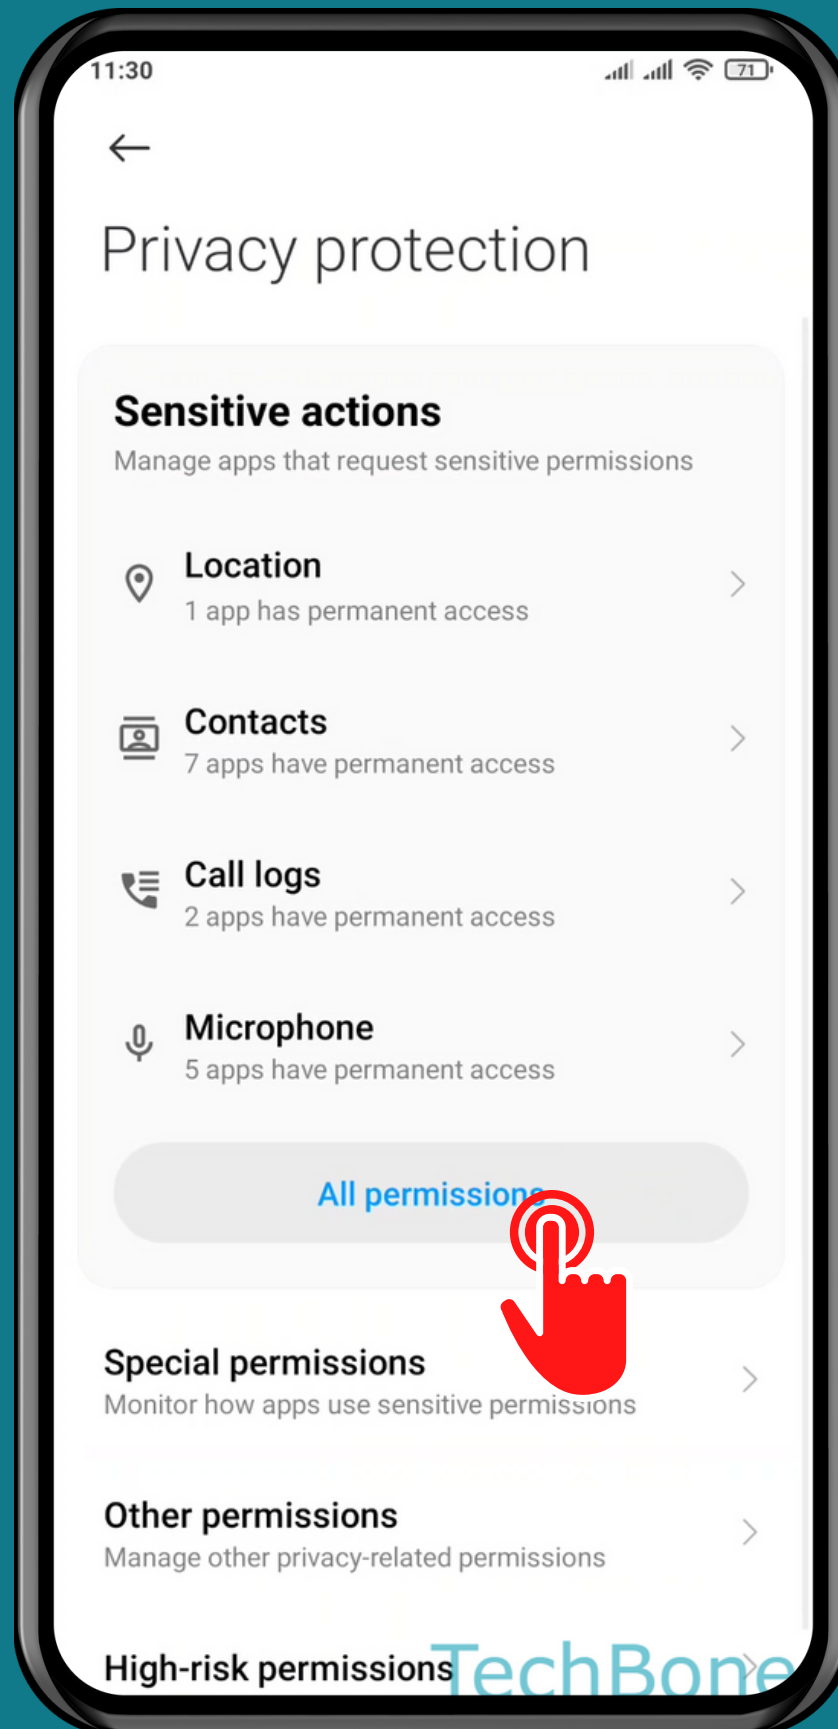 11:30
71
Privacy protection
Sensitive actions
Manage apps that request sensitive permissions
Location
1 app has permanent access
Contacts
7 apps have permanent access
Call logs
2 apps have permanent access
Microphone
5 apps have permanent access
All permissions
Special permissions
Monitor how apps use sensitive permissions
Other permissions
Manage other privacy-related permissions
High-risk permissions
TechBone